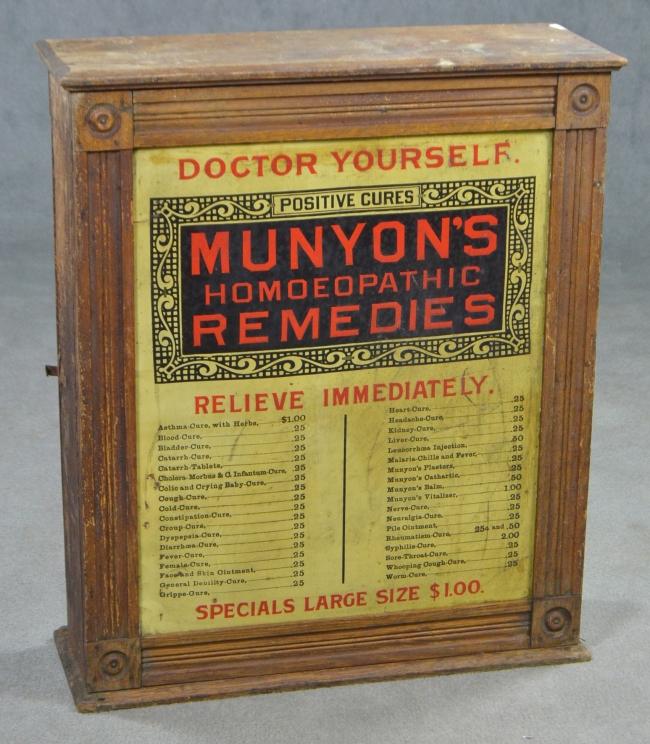 DOCTOR YOURSELF.
POSITIVE CURES
MUNYON'S
HOMOEOPATHIC
REMEDIES
RELIEVE IMMEDIATELY.
Asthma-Cure, with Herbs, $1.00
Blood-Cure, .25
Bladder-Cure, .25
Catarrh-Cure, .25
Catarrh-Tablets, .25
Cholera-Morbus & C. Infantum-Cure, .25
Colic and Crying Baby-Cure, .25
Cough-Cure, .25
Cold-Cure, .25
Constipation-Cure, .25
Croup-Cure, .25
Dyspepsia-Cure, .25
Diarrhœa-Cure, .25
Fever-Cure, .25
Female-Cure, .25
Face and Skin Ointment, .25
General Debility-Cure, .25
Grippe-Cure, .25
Heart-Cure, .25
Headache-Cure, .25
Kidney-Cure, .25
Liver-Cure, .25
Leucorrhea Injection, .50
Malaria-Chills and Fever, .25
Munyon's Plasters, .25
Munyon's Cathartic, .25
Munyon's Balm, .50
Munyon's Vitalizer, 1.00
Nerve-Cure, .25
Neuralgia-Cure, .25
Pile Ointment, 25¢ and .50
Rheumatism-Cure, .25
Syphilis-Cure, 2.00
Sore-Throat-Cure, .25
Whooping Cough-Cure, .25
Worm-Cure, .25
SPECIALS LARGE SIZE $1.00.